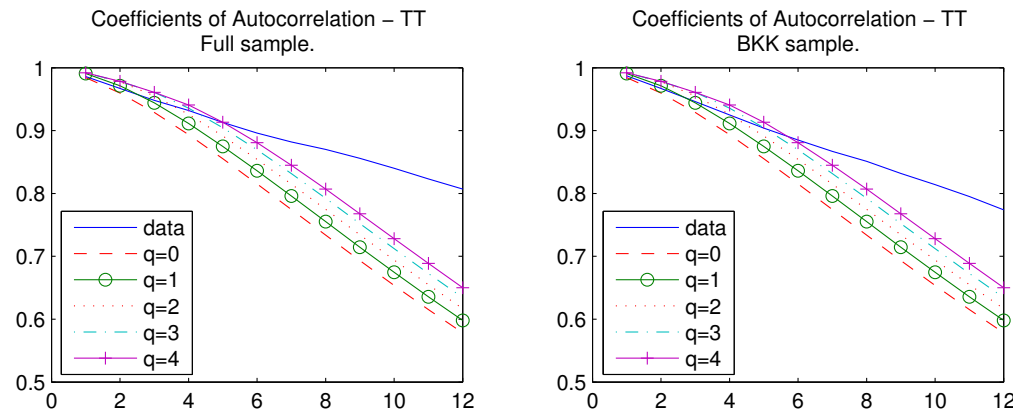 Coefficients of Autocorrelation − TT
Full sample.
1
0.9
0.8
0.7
0.6
0.5
0 2 4 6 8 10 12
data
q=0
q=1
q=2
q=3
q=4
Coefficients of Autocorrelation − TT
BKK sample.
1
0.9
0.8
0.7
0.6
0.5
0 2 4 6 8 10 12
data
q=0
q=1
q=2
q=3
q=4